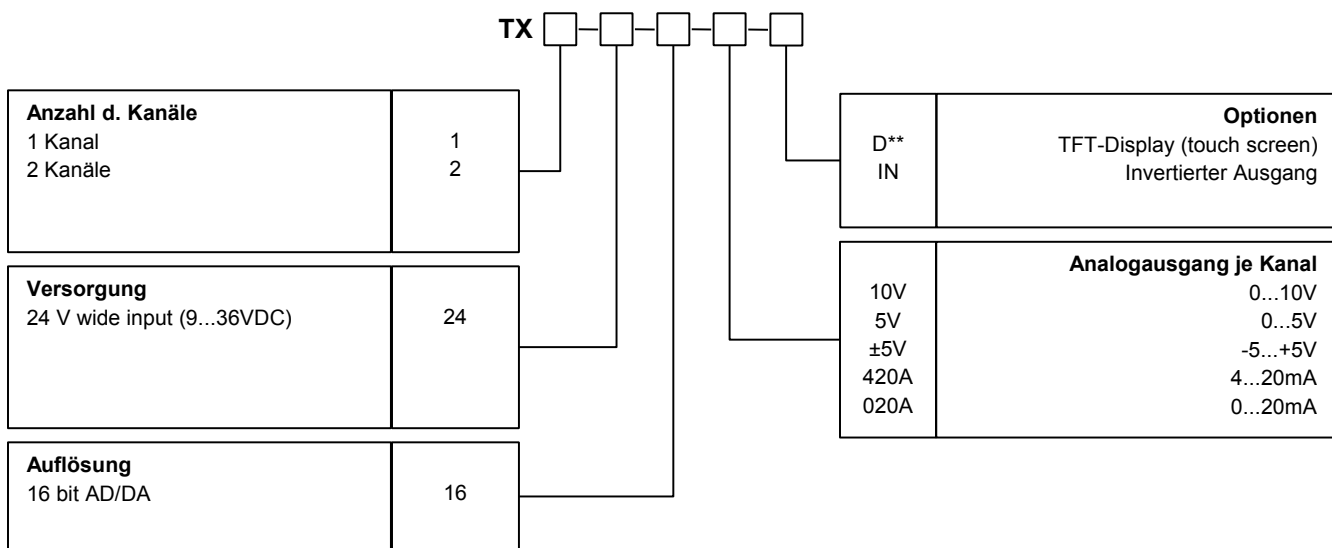 TX
Anzahl d. Kanäle
1 Kanal 1
2 Kanäle 2
Versorgung
24 V wide input (9...36VDC) 24
Auflösung
16 bit AD/DA 16
Optionen
D** TFT-Display (touch screen)
IN Invertierter Ausgang
Analogausgang je Kanal
10V 0...10V
5V 0...5V
±5V -5...+5V
420A 4...20mA
020A 0...20mA